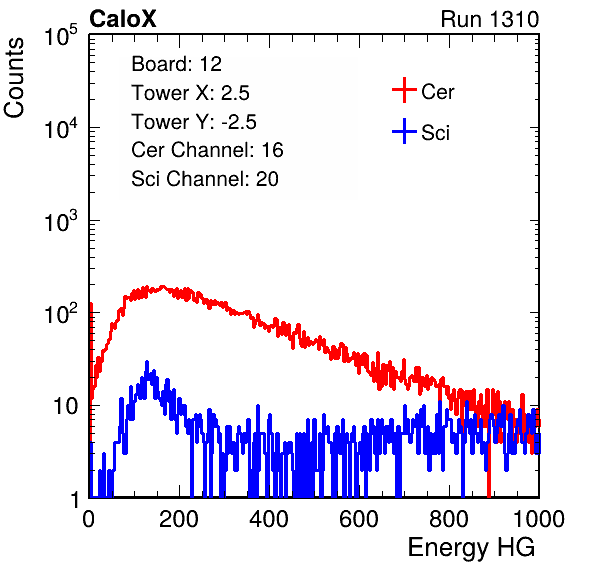 CaloX Run 1310
Counts
Board: 12
Tower X: 2.5
Tower Y: -2.5
Cer Channel: 16
Sci Channel: 20
Cer
Sci
10^5
10^4
10^3
10^2
10
1
0 200 400 600 800 1000
Energy HG